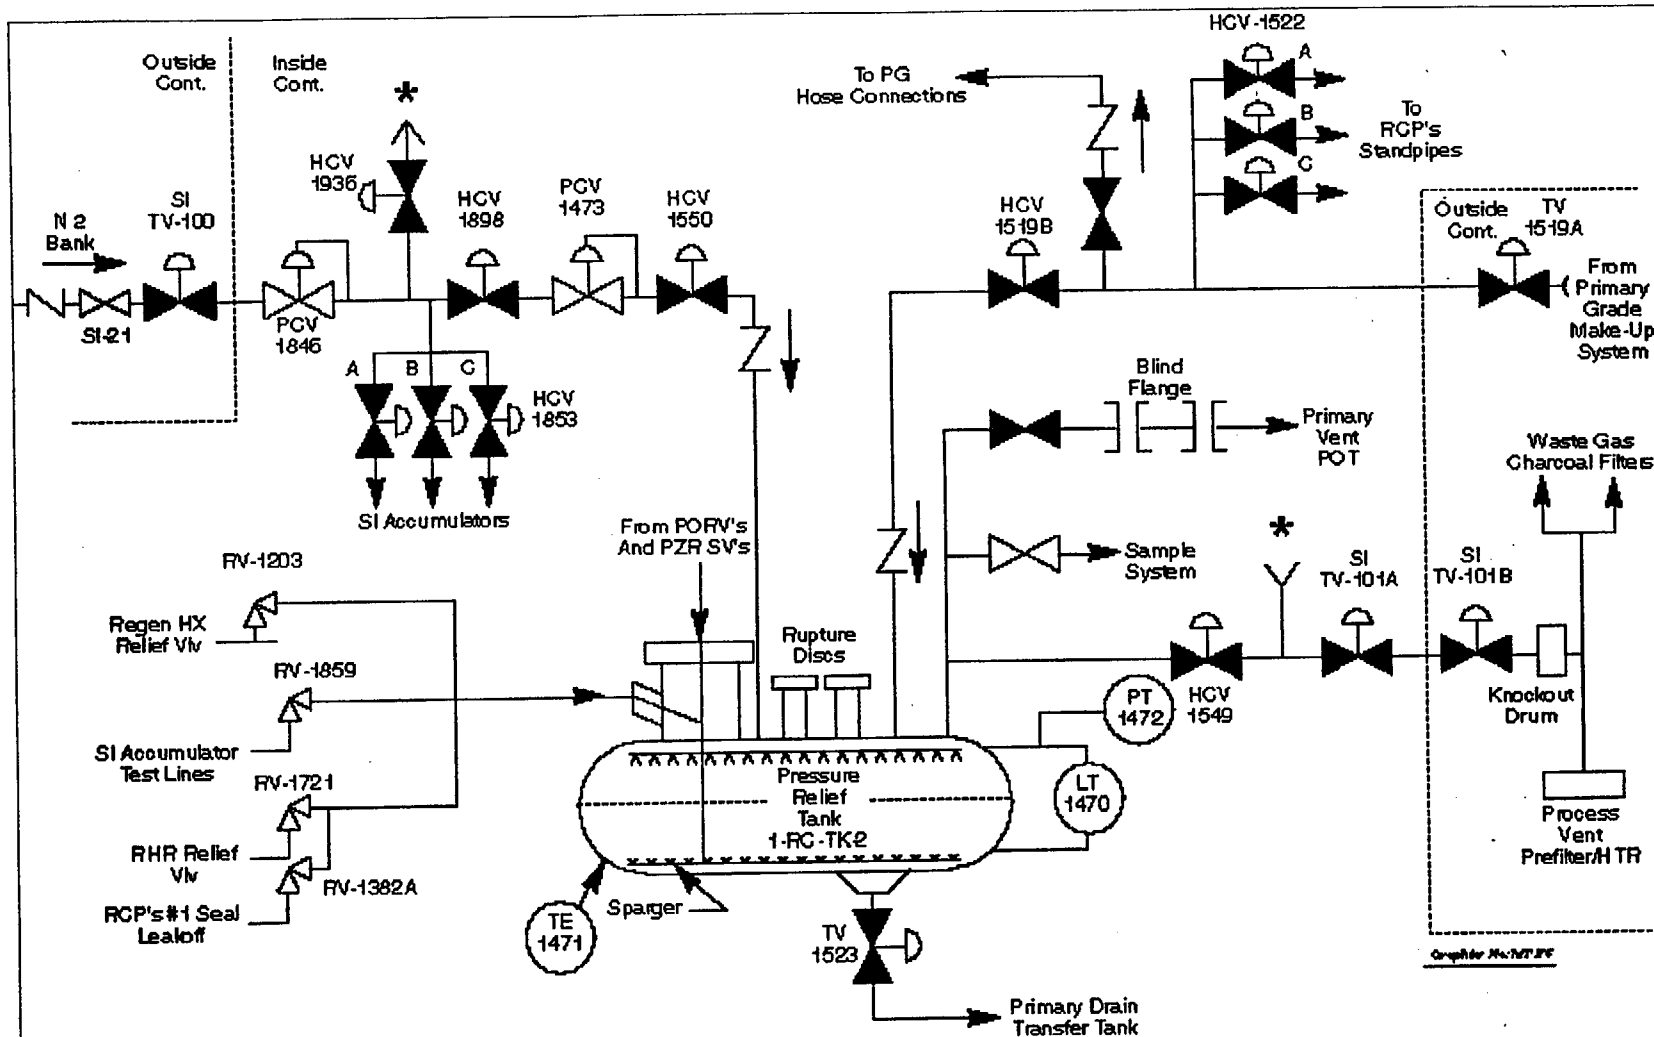 HCV-1522
A
B
C
To
RCP's
Standpipes
To PG
Hose Connections
Outside
Cont.
Inside
Cont.
*
HCV
1936
SI
TV-100
N2
Bank
SI-21
PCV
1846
HCV
1898
PCV
1473
HCV
1550
HCV
1519B
Outside
Cont.
TV
1519A
From
Primary
Grade
Make-Up
System
A
B
C
HCV
1853
SI Accumulators
Blind
Flange
Primary
Vent
POT
Waste Gas
Charcoal Filters
From PORV's
And PZR SV's
Sample
System
*
SI
TV-101A
SI
TV-101B
RV-1203
Regen HX
Relief Vlv
RV-1859
SI Accumulator
Test Lines
RV-1721
RHR Relief
Vlv
RV-1382A
RCP's #1 Seal
Leakoff
Rupture
Discs
PT
1472
HCV
1549
Knockout
Drum
Pressure
Relief
Tank
1-RC-TK-2
LT
1470
Process
Vent
Prefilter/HTR
TE
1471
Sparger
TV
1523
Primary Drain
Transfer Tank